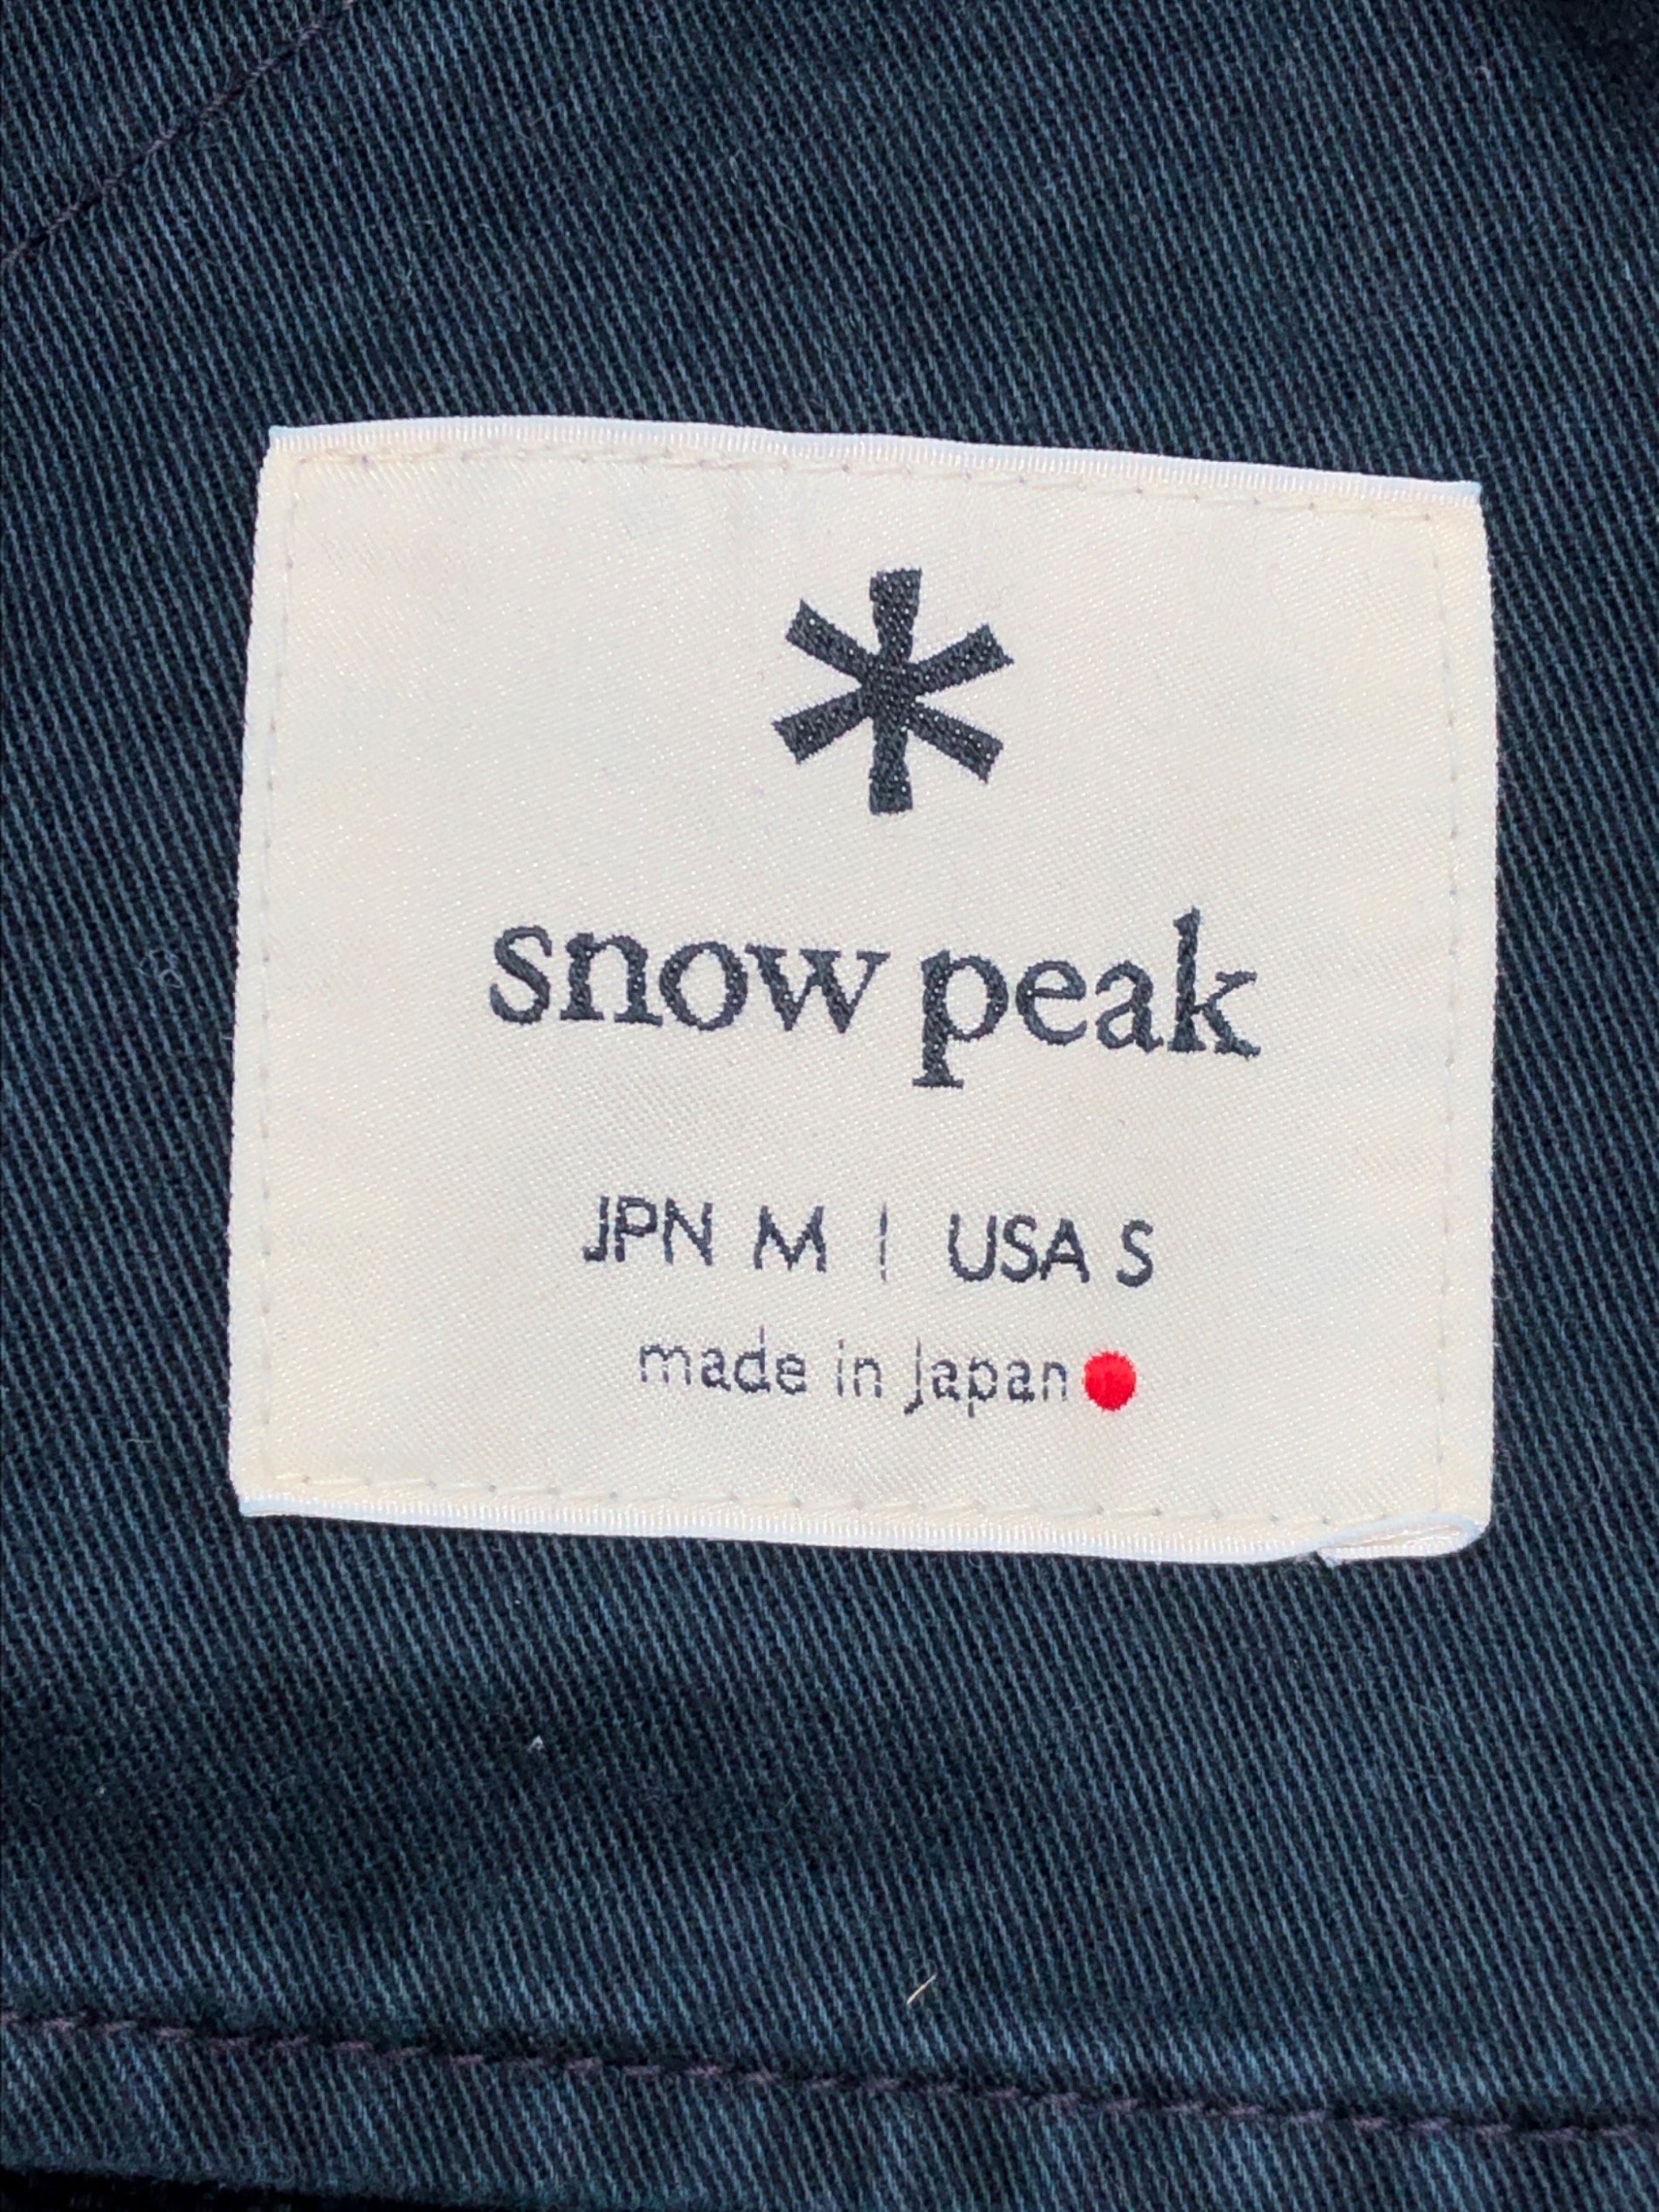 snow peak
JPN M | USA S
made in Japan